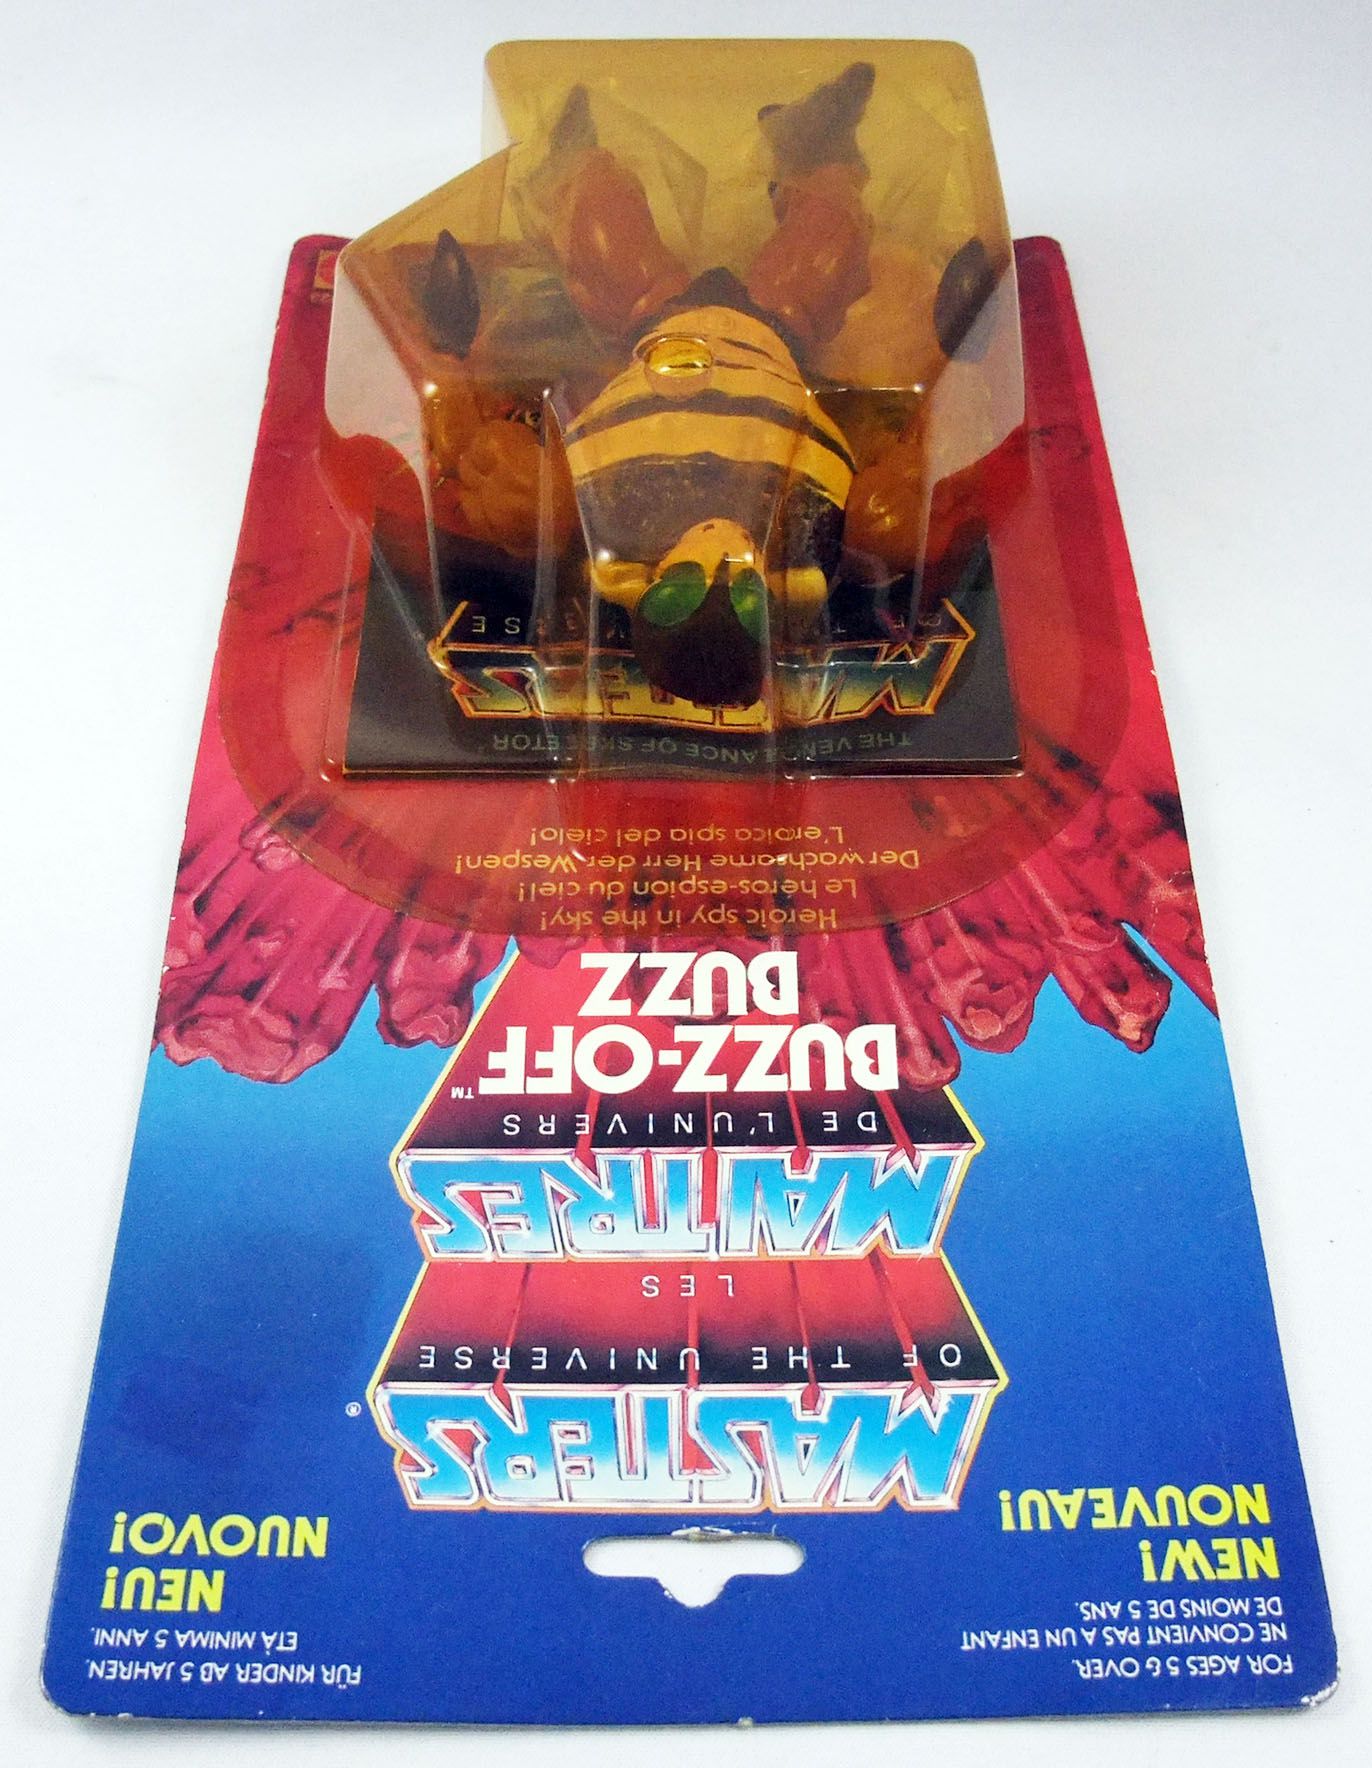 FOR AGES 5 & OVER.
NE CONVIENT PAS À UN ENFANT
DE MOINS DE 5 ANS.
NEW!
NOUVEAU!
FÜR KINDER AB 5 JAHREN.
ETÀ MINIMA 5 ANNI.
NEU!
NUOVO!
MASTERS®
OF THE UNIVERSE
LES
MAITRES
DE L'UNIVERS
BUZZ-OFF™
BUZZ
Heroic spy in the sky!
Le héros-espion du ciel!
Der wachsame Herr der Wespen!
L'eroica spia del cielo!
THE VENGEANCE OF SKELETOR
MASTERS